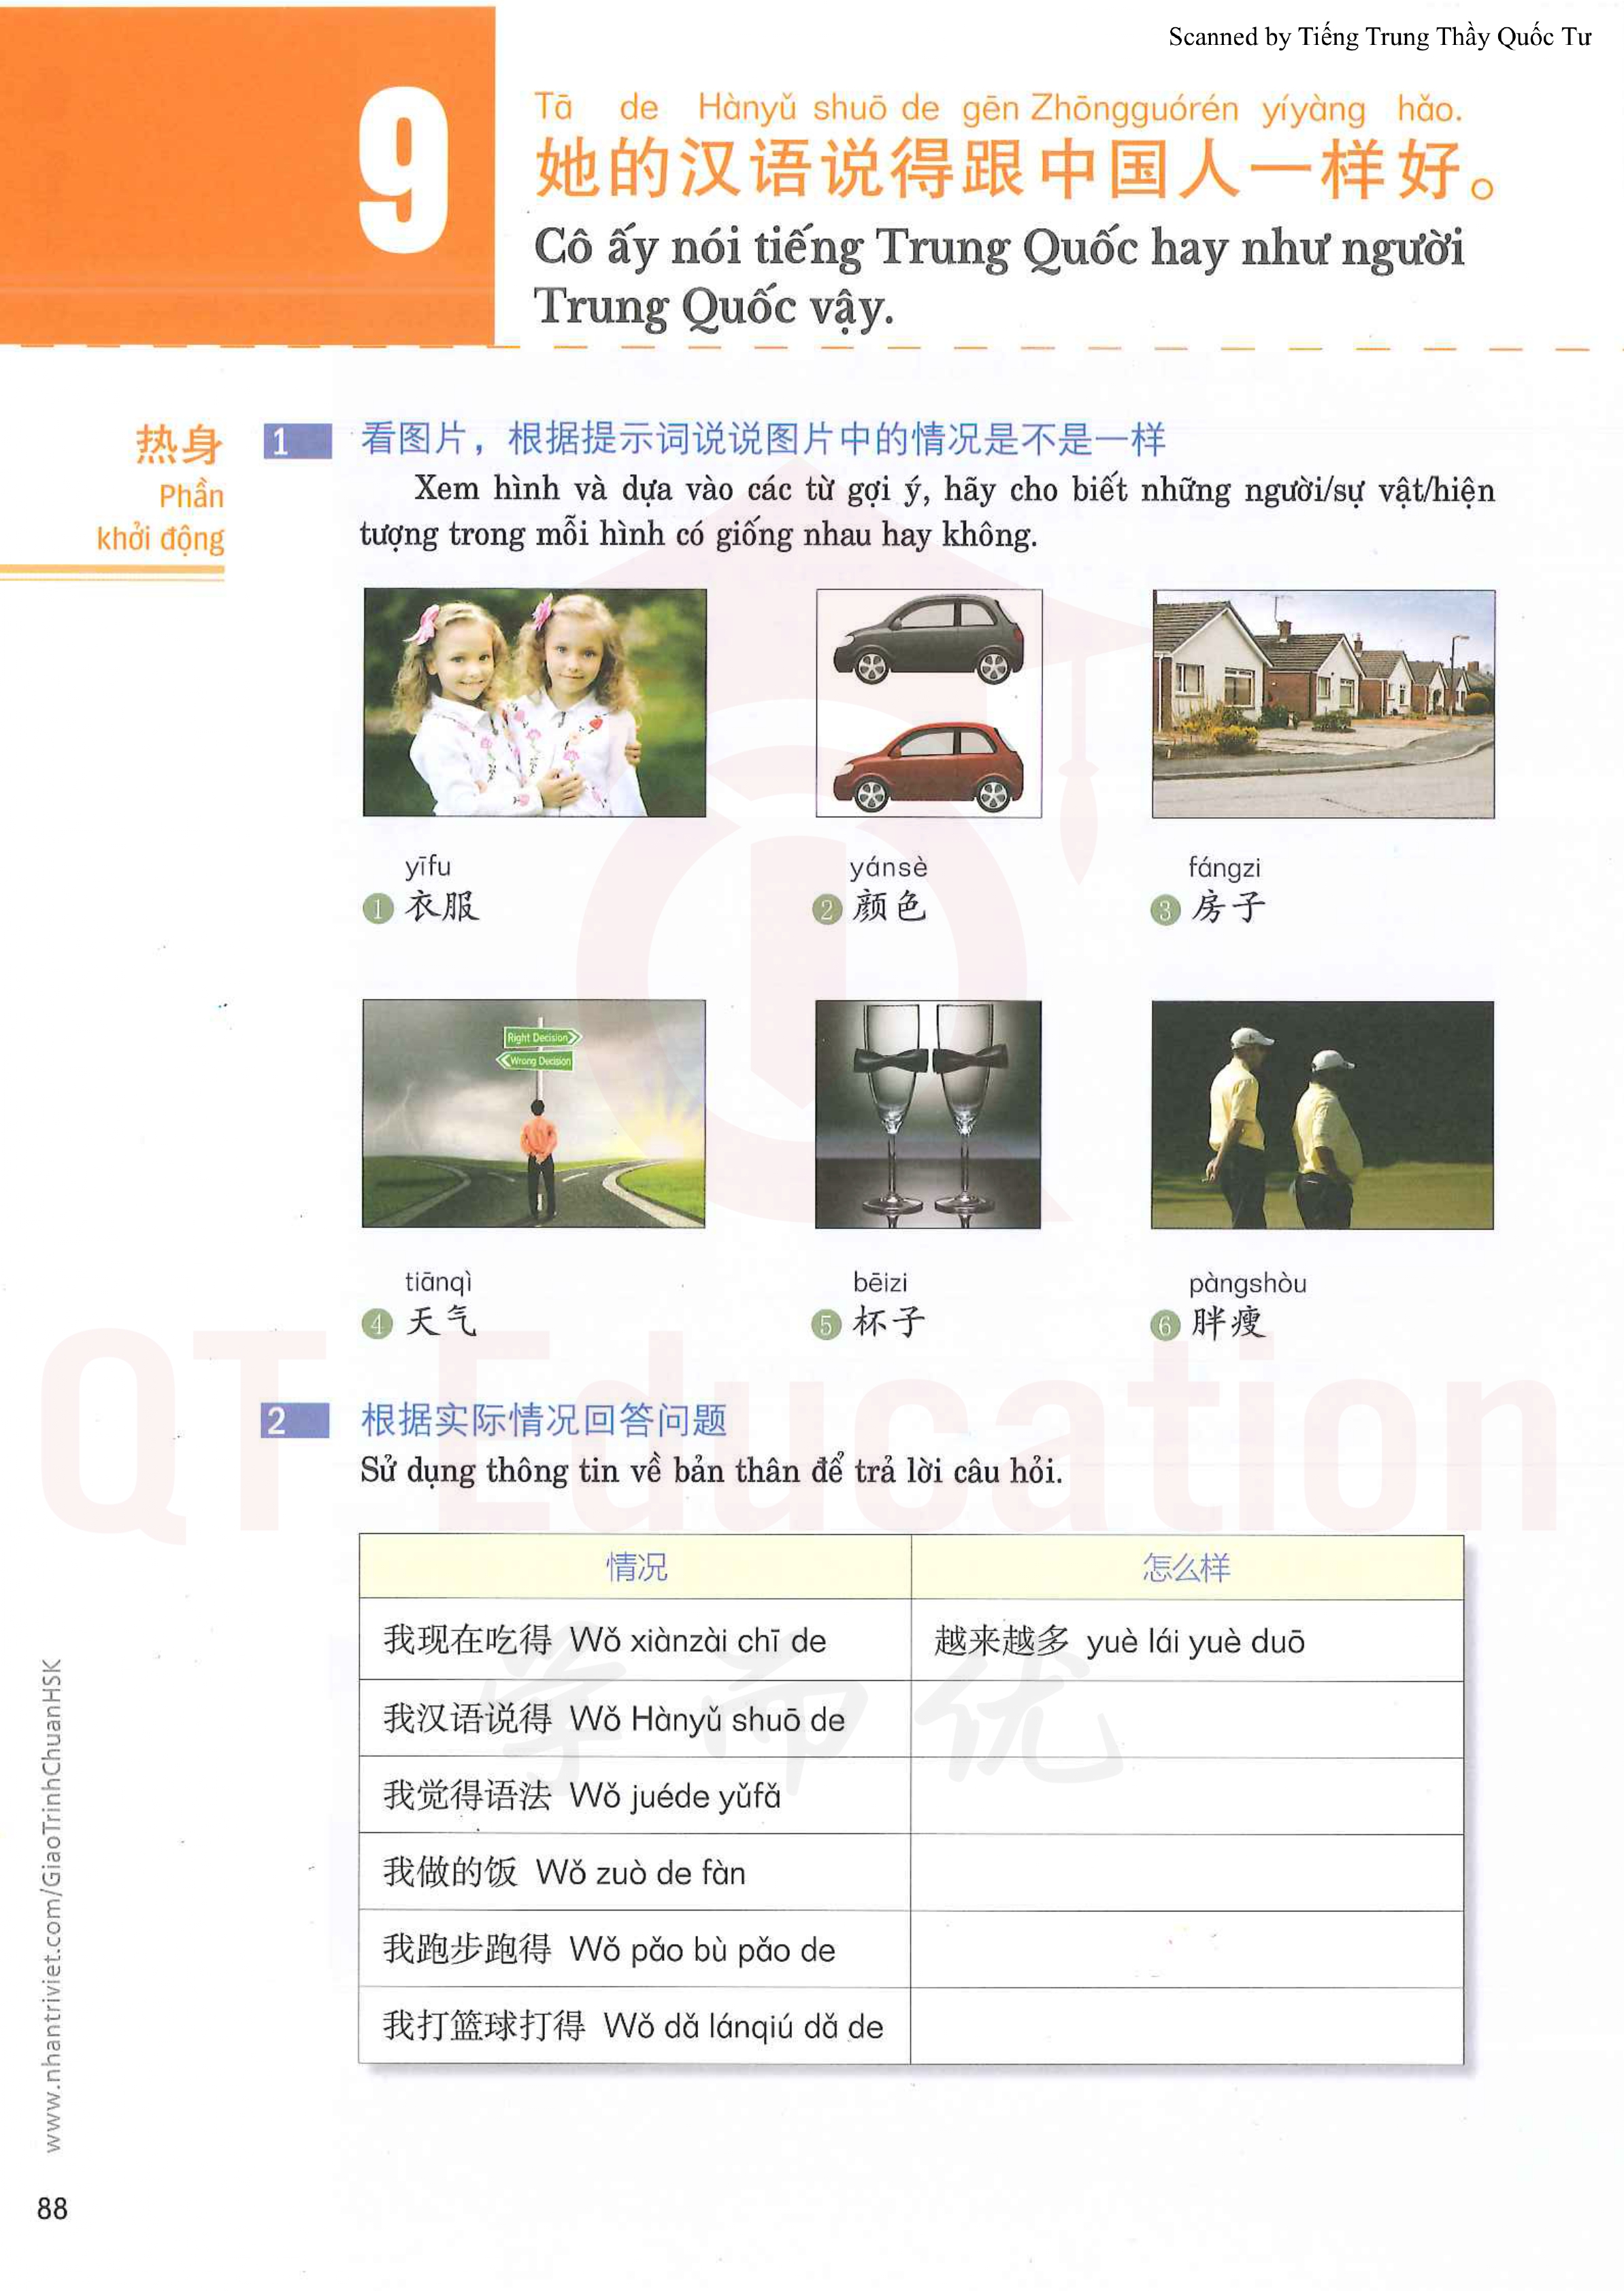 Scanned by Tiếng Trung Thầy Quốc Tư
9
Tā de Hànyǔ shuō de gēn Zhōngguórén yíyàng hǎo.
她的汉语说得跟中国人一样好。
Cô ấy nói tiếng Trung Quốc hay như người
Trung Quốc vậy.
热身
Phần
khởi động
1 看图片，根据提示词说说图片中的情况是不是一样
Xem hình và dựa vào các từ gợi ý, hãy cho biết những người/sự vật/hiện
tượng trong mỗi hình có giống nhau hay không.
yīfu
1 衣服
yánsè
2 颜色
fángzi
3 房子
Right Decision
Wrong Decision
tiānqì
4 天气
bēizi
5 杯子
pàngshòu
6 胖瘦
QT Education
2 根据实际情况回答问题
Sử dụng thông tin về bản thân để trả lời câu hỏi.
情况 怎么样
我现在吃得 Wǒ xiànzài chī de 越来越多 yuè lái yuè duō
我汉语说得 Wǒ Hànyǔ shuō de
我觉得语法 Wǒ juéde yǔfǎ
我做的饭 Wǒ zuò de fàn
我跑步跑得 Wǒ pǎo bù pǎo de
我打篮球打得 Wǒ dǎ lánqiú dǎ de
学而优
www.nhantriviet.com/GiaoTrinhChuanHSK
88